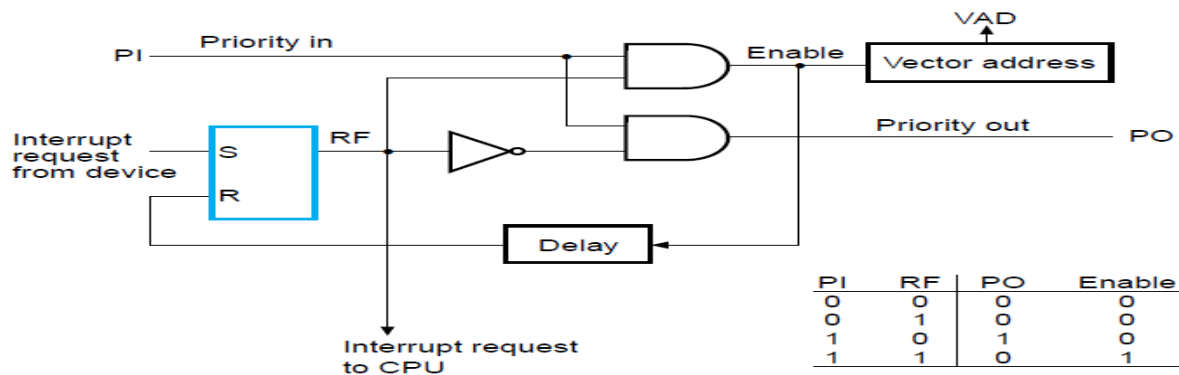 VAD
PI
Priority in
Enable
Vector address
Interrupt
request
from device
S
RF
Priority out
PO
R
Delay
PI RF PO Enable
0 0 0 0
0 1 0 0
1 0 1 0
1 1 0 1
Interrupt request
to CPU